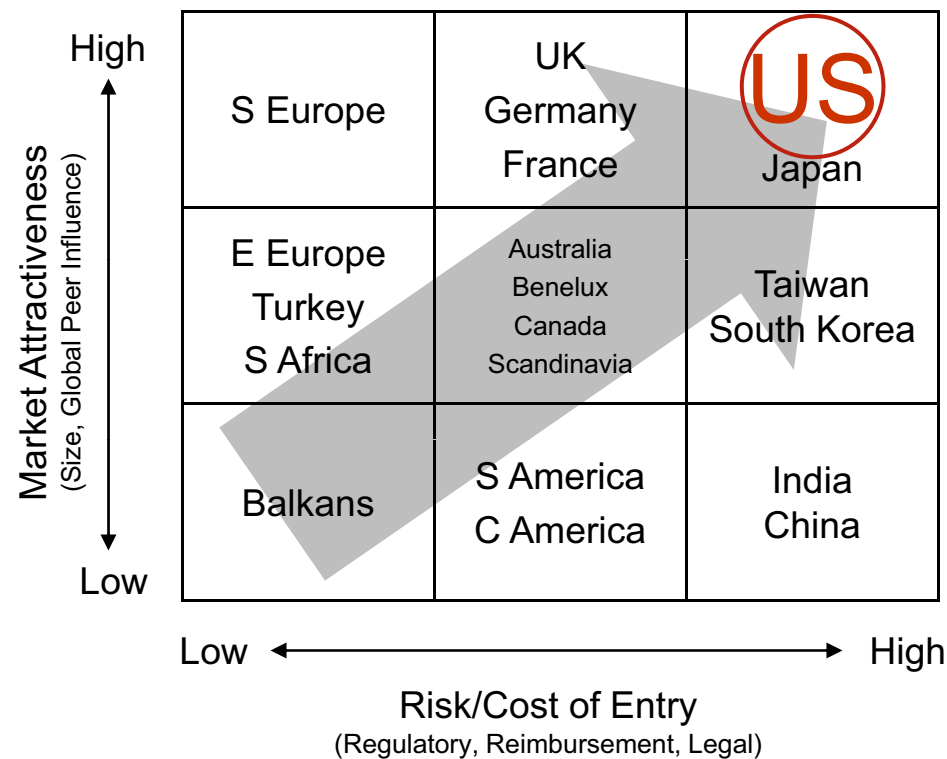 High
Market Attractiveness
(Size, Global Peer Influence)
Low
S Europe
UK
Germany
France
US
Japan
E Europe
Turkey
S Africa
Australia
Benelux
Canada
Scandinavia
Taiwan
South Korea
Balkans
S America
C America
India
China
Low
High
Risk/Cost of Entry
(Regulatory, Reimbursement, Legal)